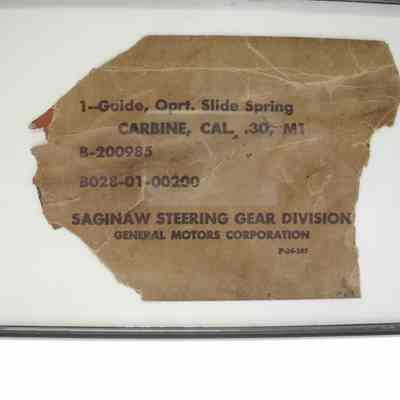 1--Guide, Oprt. Slide Spring
CARBINE, CAL. .30, M1
B-200985
B028-01-00200
SAGINAW STEERING GEAR DIVISION
GENERAL MOTORS CORPORATION